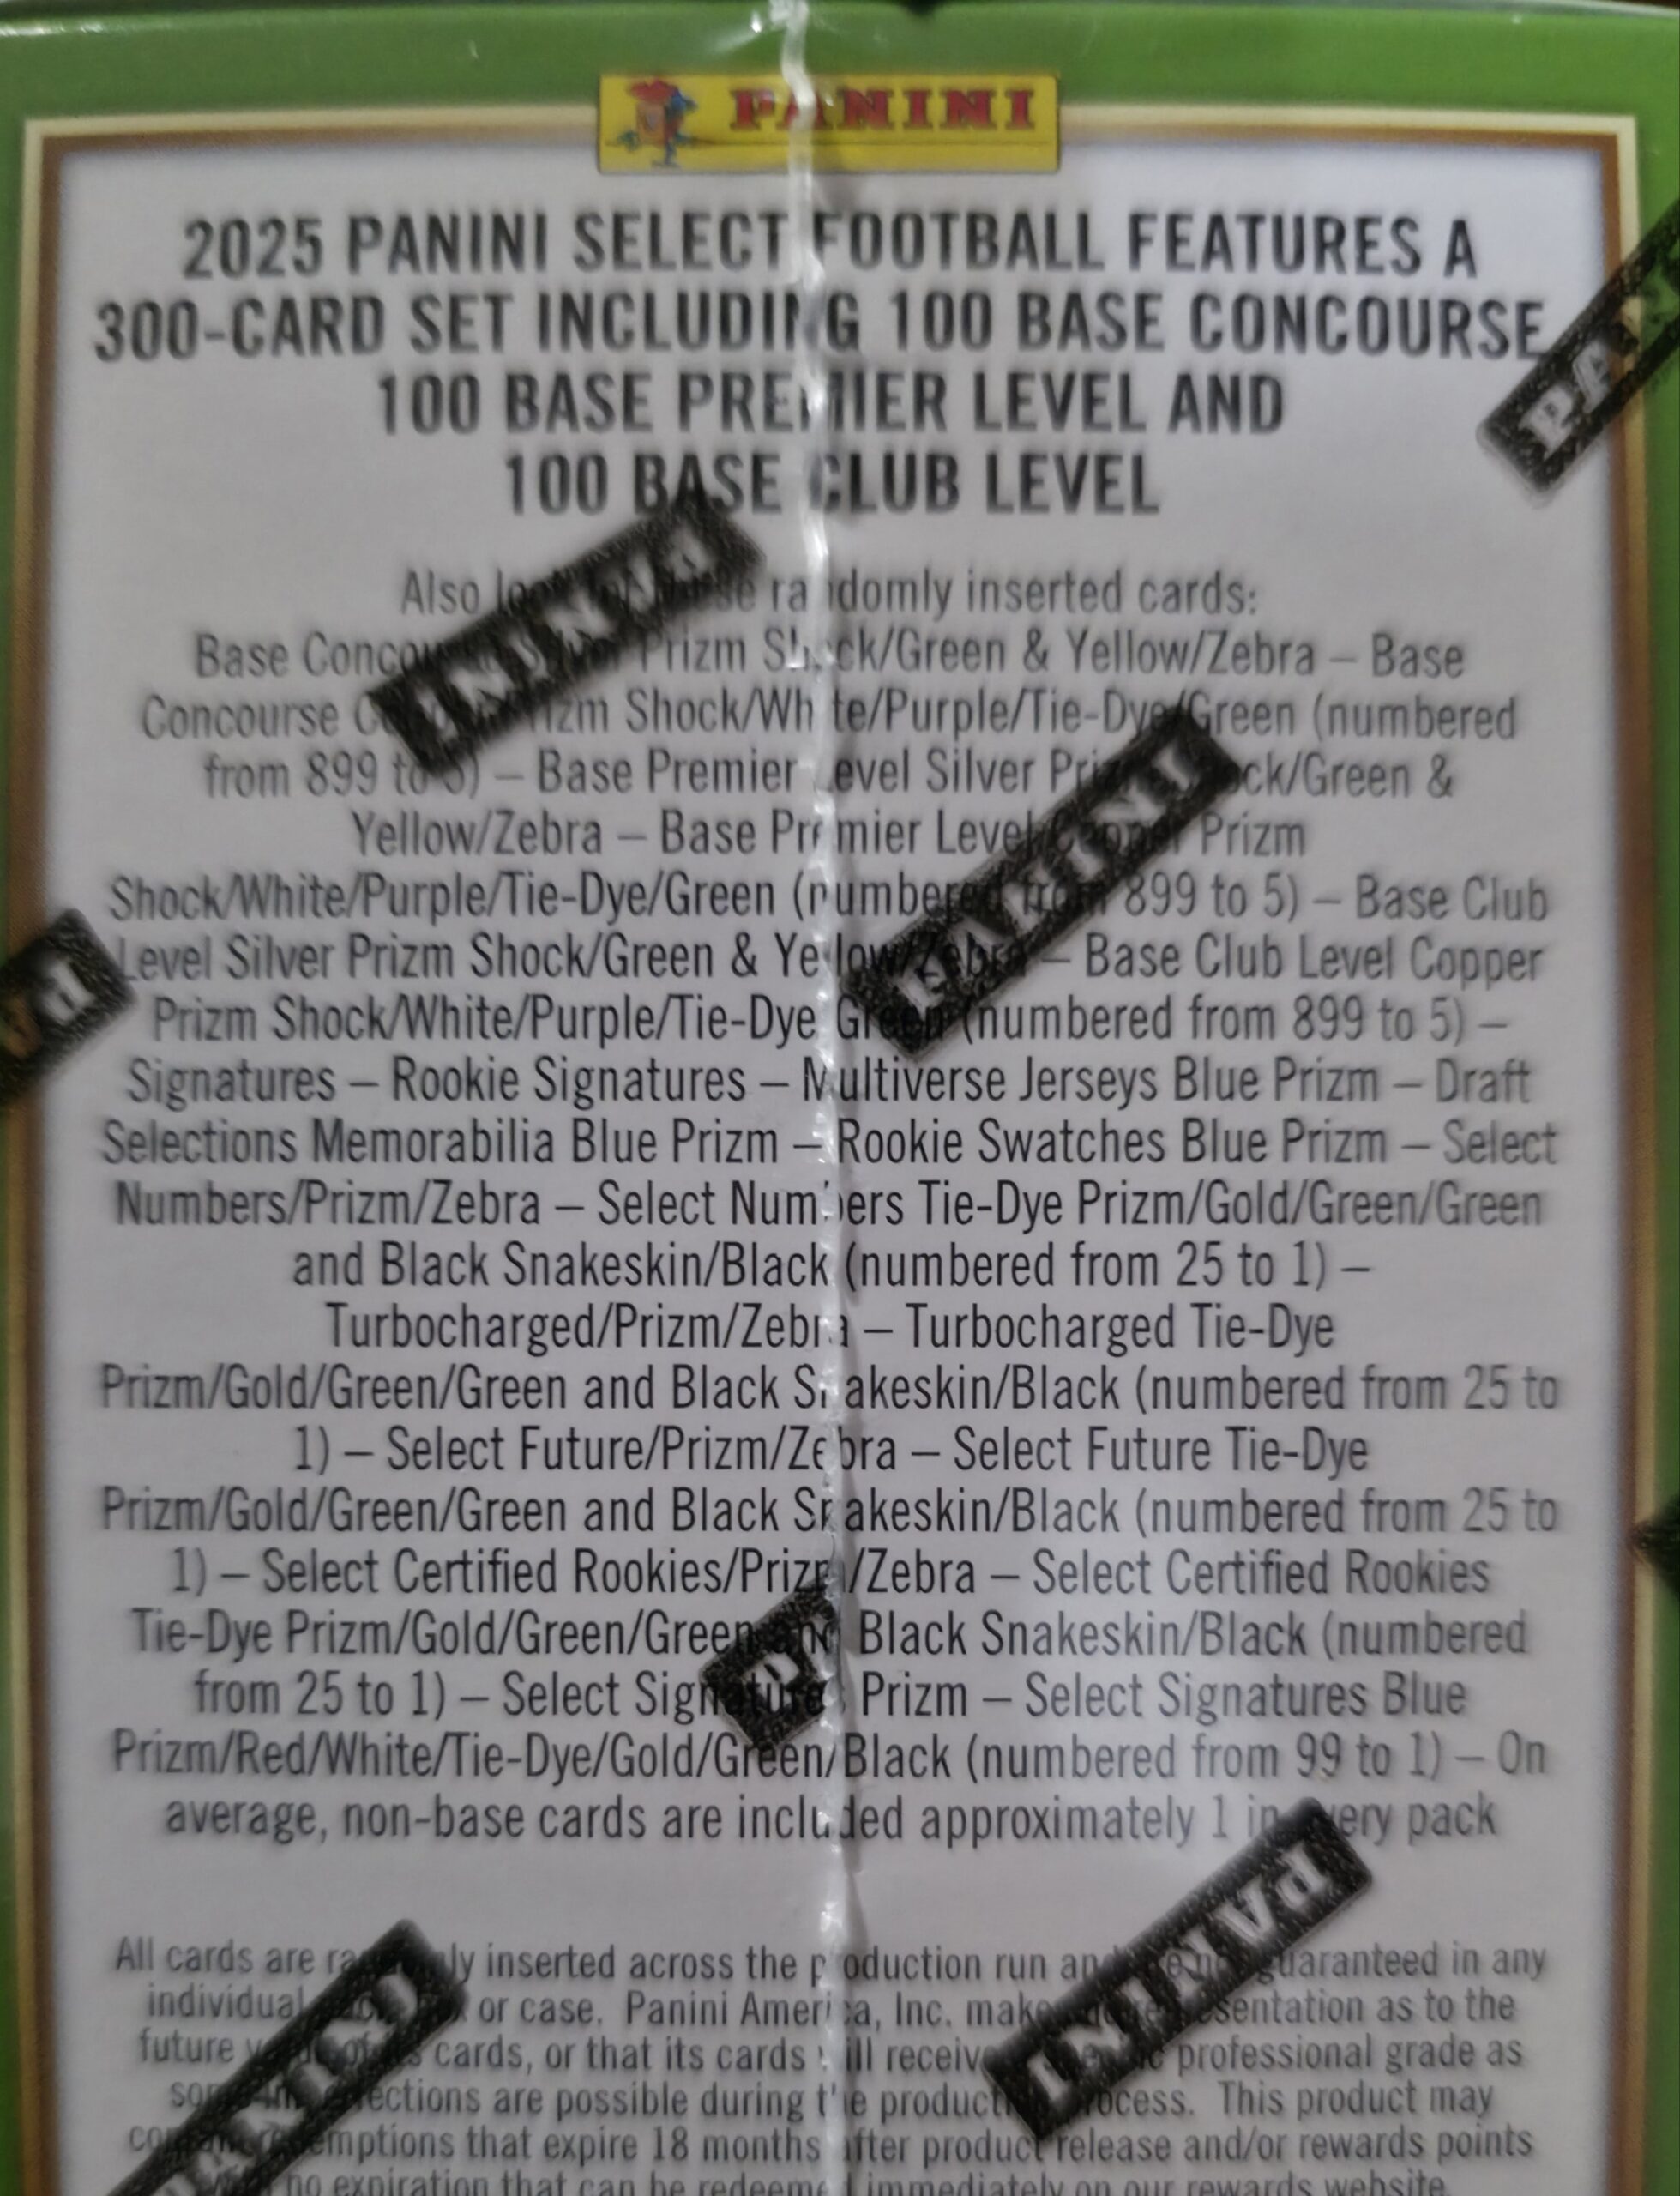 PANINI
2025 PANINI SELECT FOOTBALL FEATURES A
300-CARD SET INCLUDING 100 BASE CONCOURSE
100 BASE PREMIER LEVEL AND
100 BASE CLUB LEVEL
Also randomly inserted cards:
Base Prizm Shock/Green & Yellow/Zebra – Base
Concourse Prizm Shock/White/Purple/Tie-Dye/Green (numbered
from 899 to 5) – Base Premier Level Silver /Green &
Yellow/Zebra – Base Premier Level Copper Prizm
Shock/White/Purple/Tie-Dye/Green (numbered from 899 to 5) – Base Club
Level Silver Prizm Shock/Green & Yellow/Zebra – Base Club Level Copper
Prizm Shock/White/Purple/Tie-Dye/Green (numbered from 899 to 5) –
Signatures – Rookie Signatures – Multiverse Jerseys Blue Prizm – Draft
Selections Memorabilia Blue Prizm – Rookie Swatches Blue Prizm – Select
Numbers/Prizm/Zebra – Select Numbers Tie-Dye Prizm/Gold/Green/Green
and Black Snakeskin/Black (numbered from 25 to 1) –
Turbocharged/Prizm/Zebra – Turbocharged Tie-Dye
Prizm/Gold/Green/Green and Black Snakeskin/Black (numbered from 25 to
1) – Select Future/Prizm/Zebra – Select Future Tie-Dye
Prizm/Gold/Green/Green and Black Snakeskin/Black (numbered from 25 to
1) – Select Certified Rookies/Prizm/Zebra – Select Certified Rookies
Tie-Dye Prizm/Gold/Green/Green and Black Snakeskin/Black (numbered
from 25 to 1) – Select Signatures Prizm – Select Signatures Blue
Prizm/Red/White/Tie-Dye/Gold/Green/Black (numbered from 99 to 1) – On
average, non-base cards are included approximately 1 in every pack
All cards are randomly inserted across the production run and guaranteed in any
individual or case. Panini America, Inc. makes representation as to the
future cards, or that its cards will receive professional grade as
are possible during the production process. This product may
redemptions that expire 18 months after product release and/or rewards points
no expiration that can be redeemed immediately on our rewards website.
PANINI
PANINI
PANINI